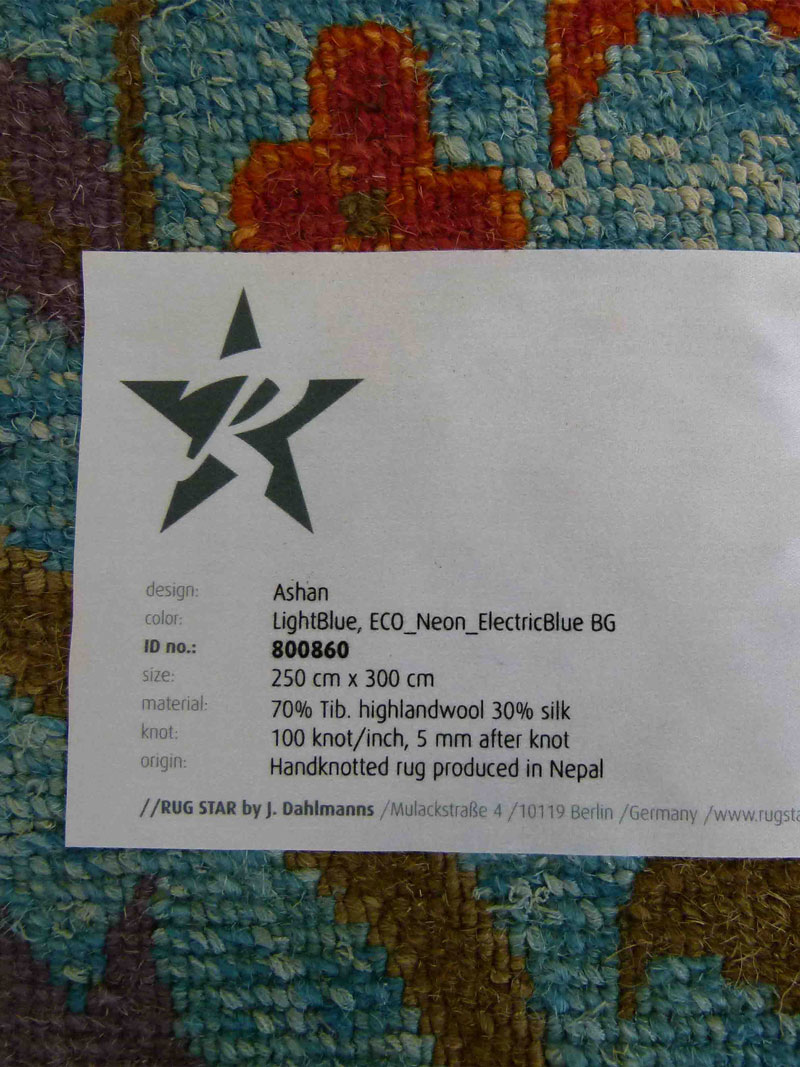 R
design: Ashan
color: LightBlue, ECO_Neon_ElectricBlue BG
ID no.: 800860
size: 250 cm x 300 cm
material: 70% Tib. highlandwool 30% silk
knot: 100 knot/inch, 5 mm after knot
origin: Handknotted rug produced in Nepal
//RUG STAR by J. Dahlmanns /Mulackstraße 4 /10119 Berlin /Germany /www.rugsta